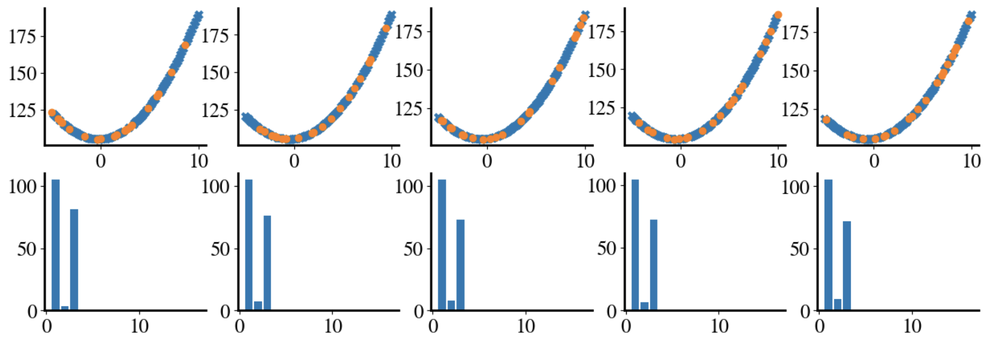 175 175 175 175 175
150 150 150 150 150
125 125 125 125 125
0 10 0 10 0 10 0 10 0 10
100 100 100 100 100
50 50 50 50 50
0 0 0 0 0
0 10 0 10 0 10 0 10 0 10